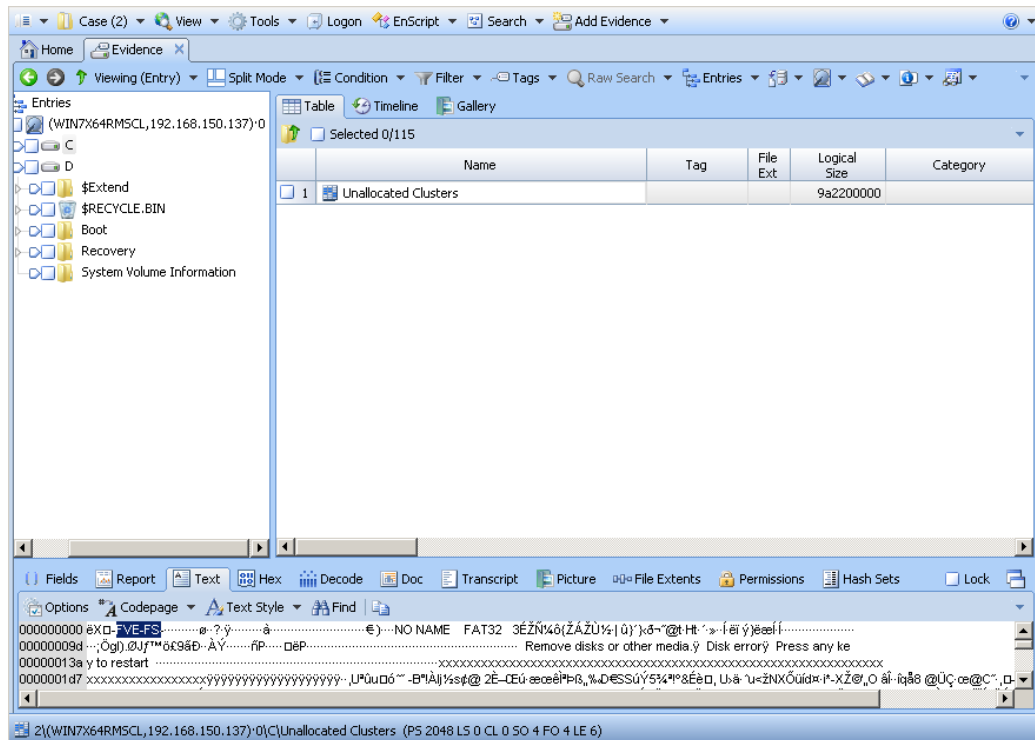 Case (2) View Tools Logon EnScript Search Add Evidence
Home Evidence
Viewing (Entry) Split Mode Condition Filter Tags Raw Search Entries
Entries
(WIN7X64RM5CL,192.168.150.137)·0
C
D
$Extend
$RECYCLE.BIN
Boot
Recovery
System Volume Information
Table Timeline Gallery
Selected 0/115
Name Tag File Ext Logical Size Category
1 Unallocated Clusters 9a2200000
Fields Report Text Hex Decode Doc Transcript Picture File Extents Permissions Hash Sets Lock
Options Codepage Text Style Find
000000000 ëX -FVE-FS NO NAME FAT32
00000009d Remove disks or other media.ÿ Disk errorÿ Press any ke
00000013a y to restart
0000001d7
2\(WIN7X64RM5CL,192.168.150.137)·0\C\Unallocated Clusters (PS 2048 LS 0 CL 0 SO 4 FO 4 LE 6)